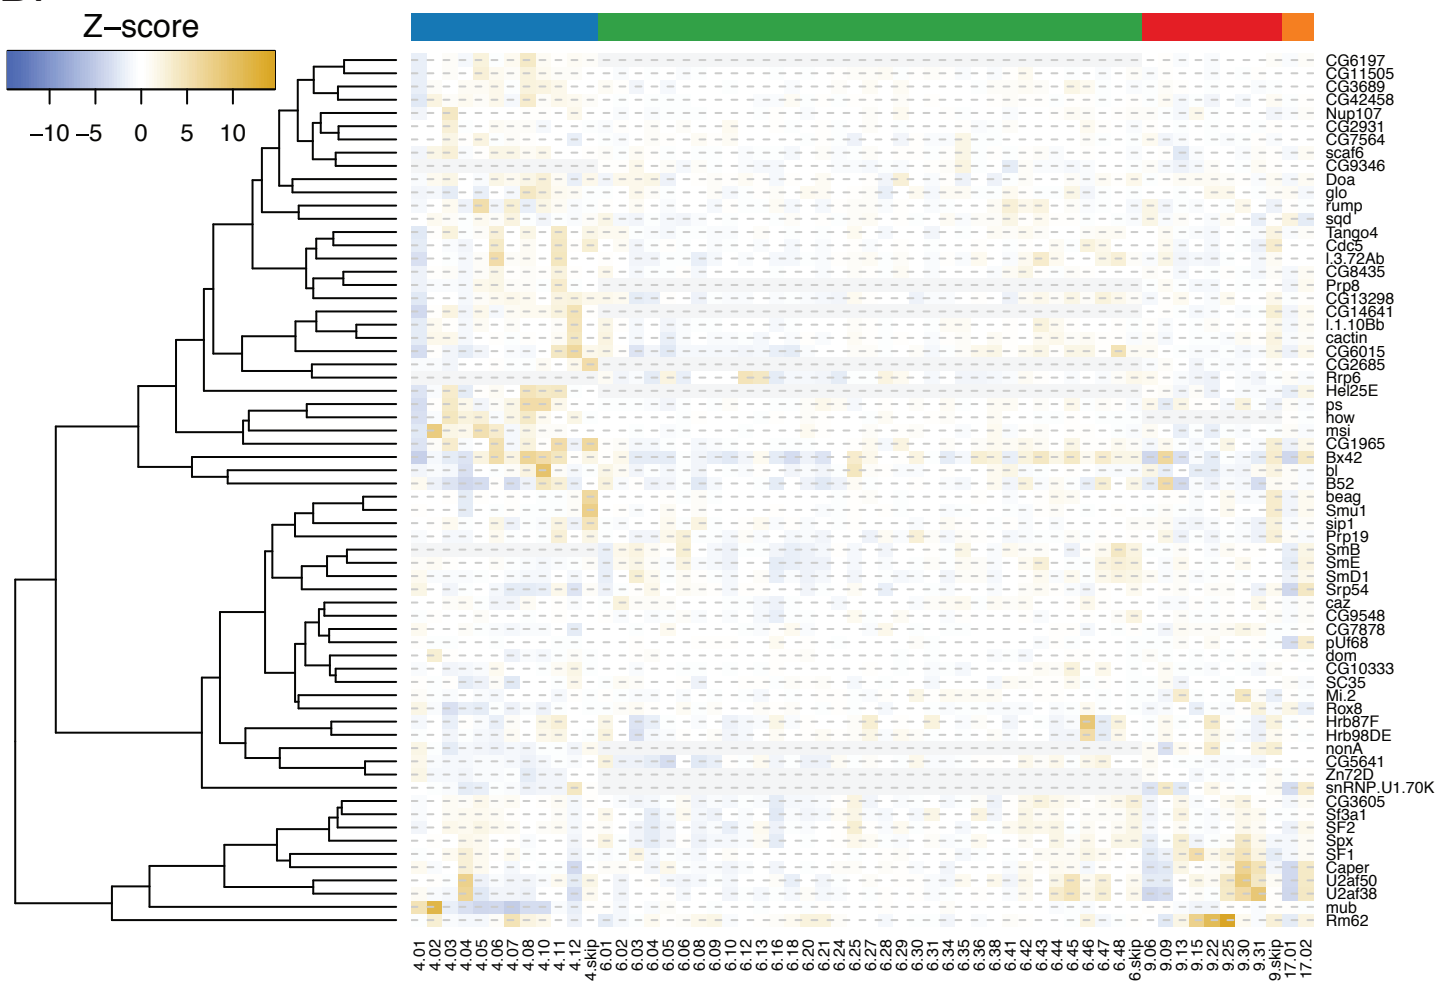 Z−score
−10 −5 0 5 10
CG6197
CG11505
CG3689
CG42458
Nup107
CG2931
CG7564
scaf6
CG9346
Doa
glo
rump
sqd
Tango4
Cdc5
l.3.72Ab
CG8435
Prp8
CG13298
CG14641
l.1.10Bb
cactin
CG6015
CG2685
Rrp6
Hel25E
ps
how
msi
CG1965
Bx42
bl
B52
beag
Smu1
sip1
Prp19
SmB
SmE
SmD1
Srp54
caz
CG9548
CG7878
pUf68
dom
CG10333
SC35
Mi.2
Rox8
Hrb87F
Hrb98DE
nonA
CG5641
Zn72D
snRNP.U1.70K
CG3605
Sf3a1
SF2
Spx
SF1
Caper
U2af50
U2af38
mub
Rm62
4.01
4.02
4.03
4.04
4.05
4.06
4.07
4.08
4.10
4.11
4.12
4.skip
6.01
6.02
6.03
6.04
6.05
6.06
6.08
6.09
6.10
6.12
6.13
6.16
6.18
6.20
6.21
6.24
6.25
6.27
6.28
6.29
6.30
6.31
6.34
6.35
6.36
6.38
6.41
6.42
6.43
6.44
6.45
6.46
6.47
6.48
6.skip
9.06
9.09
9.13
9.15
9.22
9.25
9.30
9.31
9.skip
17.01
17.02